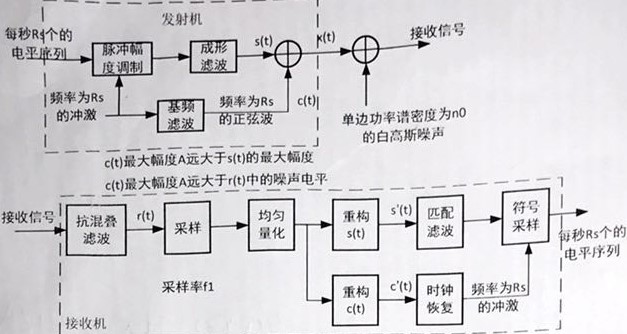 发射机
每秒Rs个的
电平序列
脉冲幅
度调制
成形
滤波
s(t)
x(t)
接收信号
频率为Rs
的冲激
基频
滤波
频率为Rs
的正弦波
c(t)
单边功率谱密度为n0
的白高斯噪声
c(t)最大幅度A远大于s(t)的最大幅度
c(t)最大幅度A远大于r(t)中的噪声电平
接收信号
抗混叠
滤波
r(t)
采样
均匀
量化
重构
s(t)
s'(t)
匹配
滤波
符号
采样
每秒Rs个的
电平序列
采样率f1
重构
c(t)
c'(t)
时钟
恢复
频率为Rs
的冲激
接收机